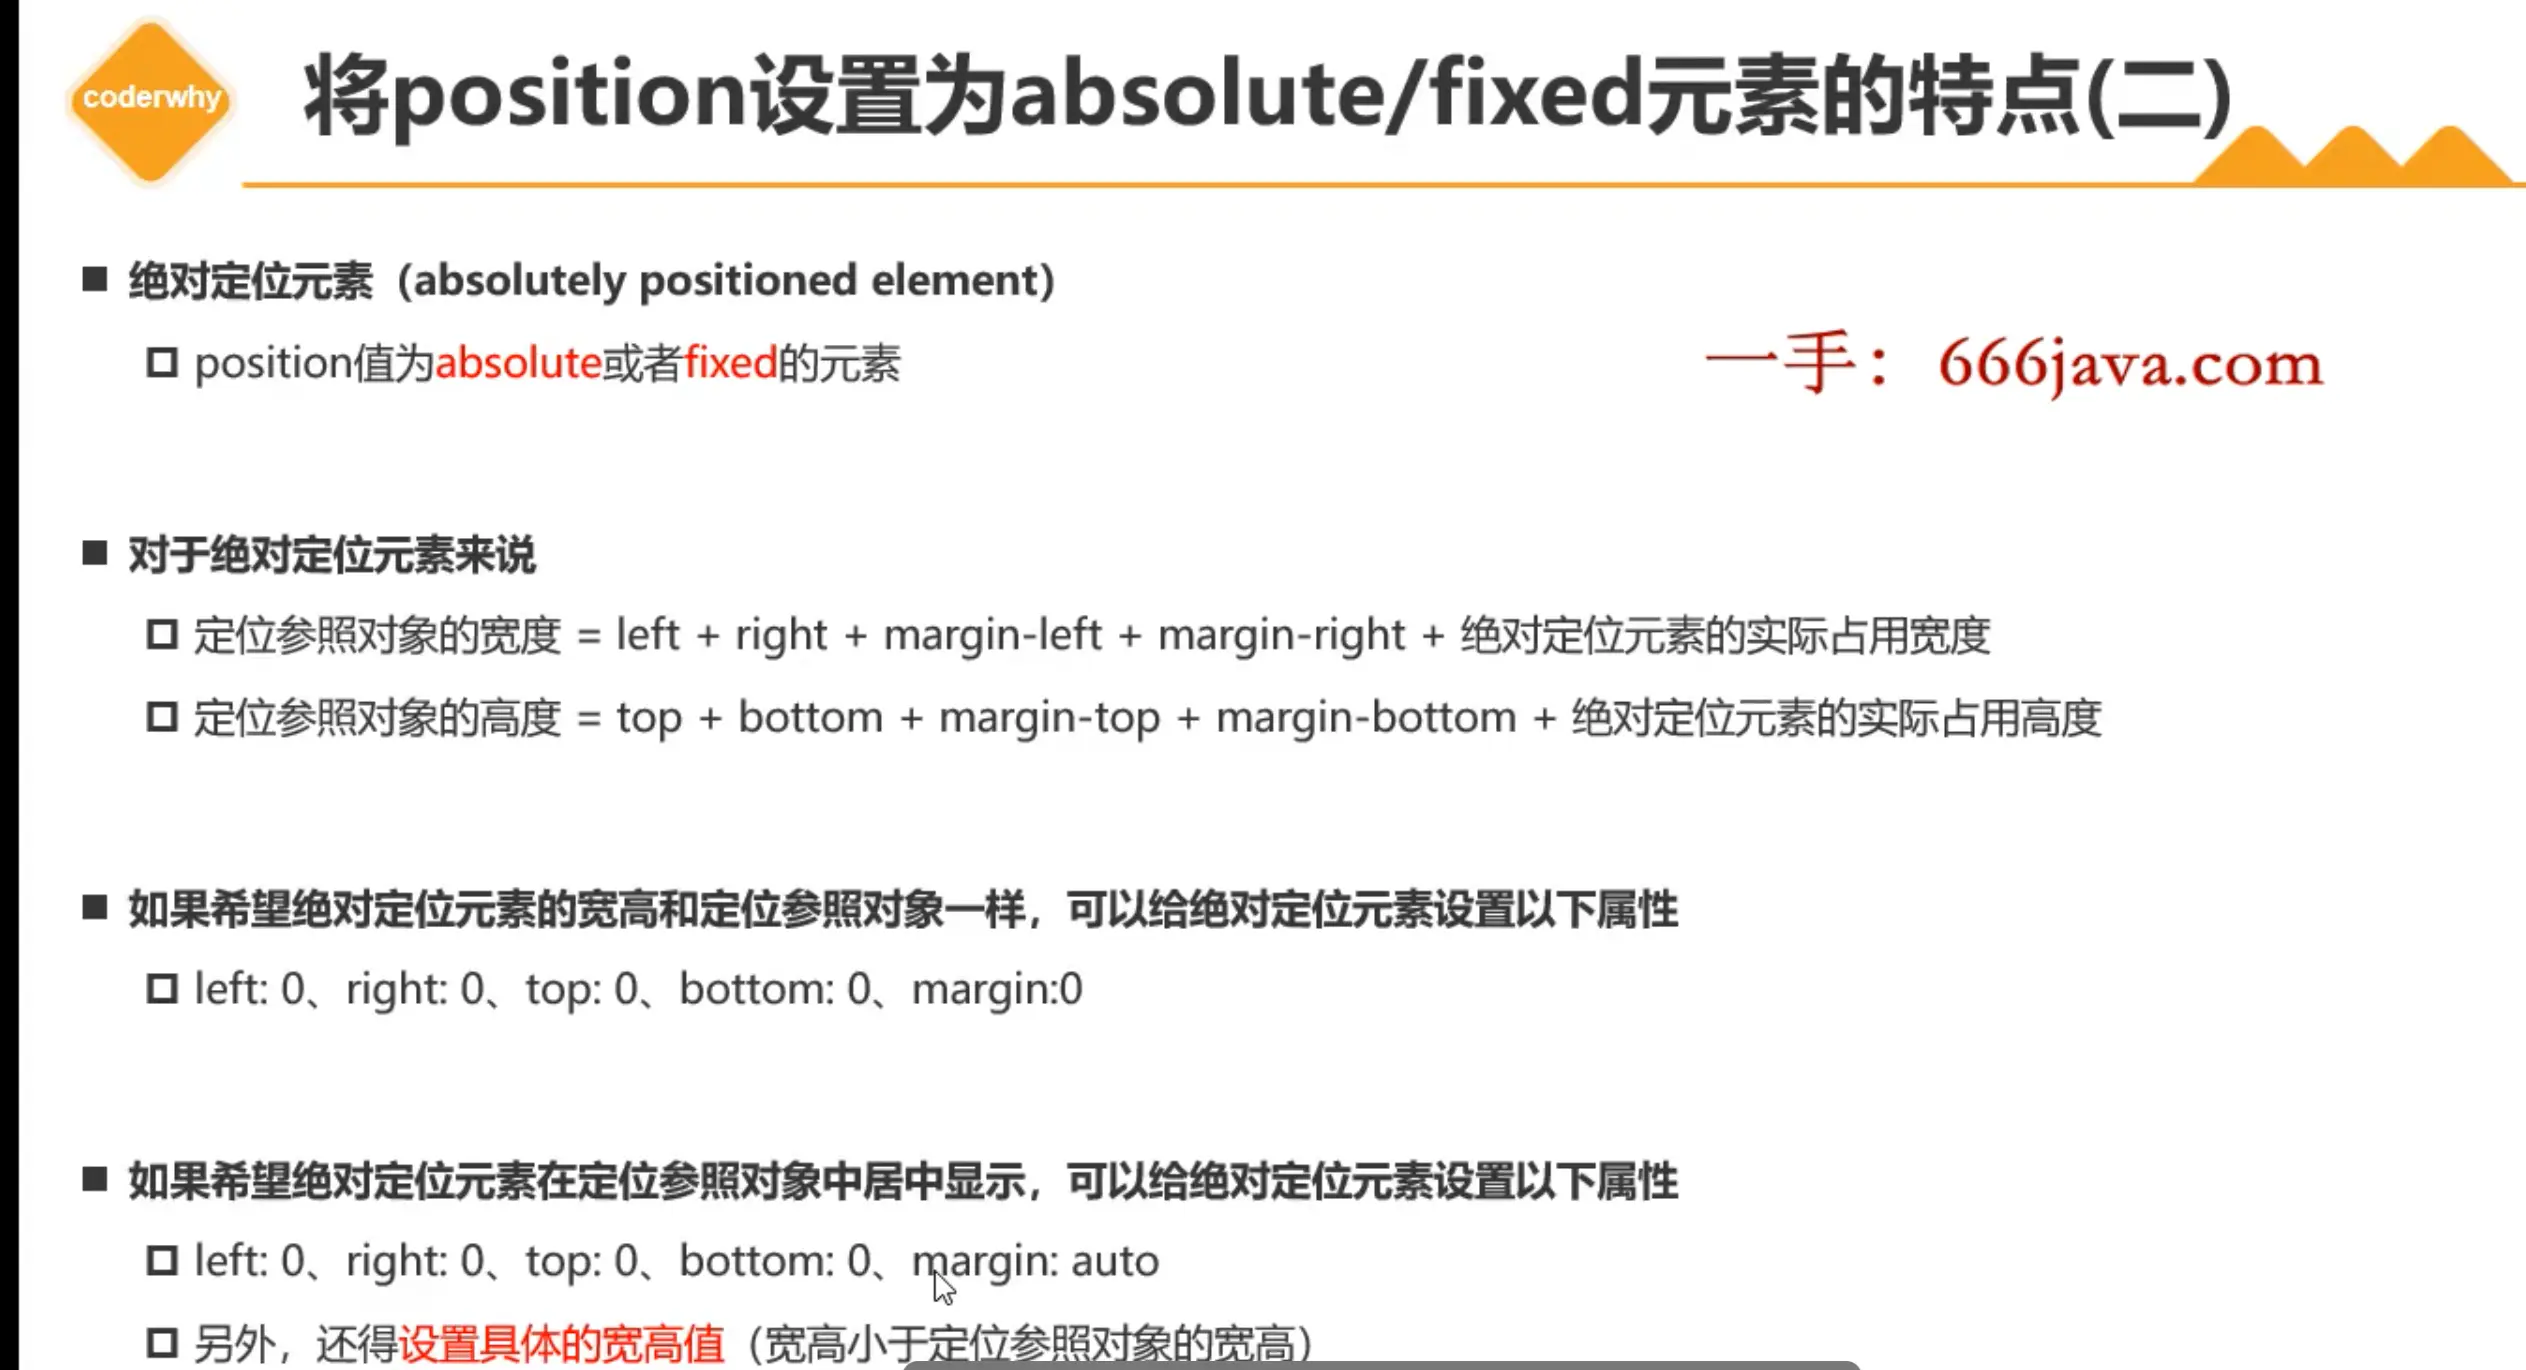 coderwhy
将position设置为absolute/fixed元素的特点(二)
绝对定位元素（absolutely positioned element）
position值为absolute或者fixed的元素
一手：666java.com
对于绝对定位元素来说
定位参照对象的宽度 = left + right + margin-left + margin-right + 绝对定位元素的实际占用宽度
定位参照对象的高度 = top + bottom + margin-top + margin-bottom + 绝对定位元素的实际占用高度
如果希望绝对定位元素的宽高和定位参照对象一样，可以给绝对定位元素设置以下属性
left: 0、right: 0、top: 0、bottom: 0、margin:0
如果希望绝对定位元素在定位参照对象中居中显示，可以给绝对定位元素设置以下属性
left: 0、right: 0、top: 0、bottom: 0、margin: auto
另外，还得设置具体的宽高值（宽高小于定位参照对象的宽高）